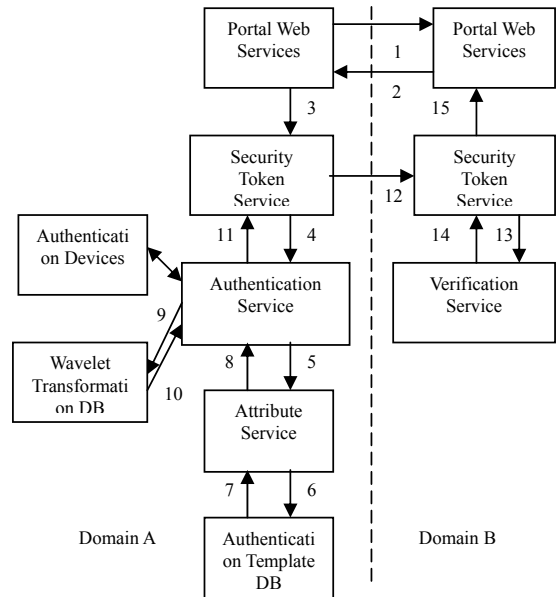 Portal Web
Services
Portal Web
Services
1
2
3
15
Security
Token
Service
Security
Token
Service
12
11
4
14
13
Authenticati
on Devices
Authentication
Service
Verification
Service
9
Wavelet
Transformati
on DB
10
8
5
Attribute
Service
7
6
Domain A
Authenticati
on Template
DB
Domain B